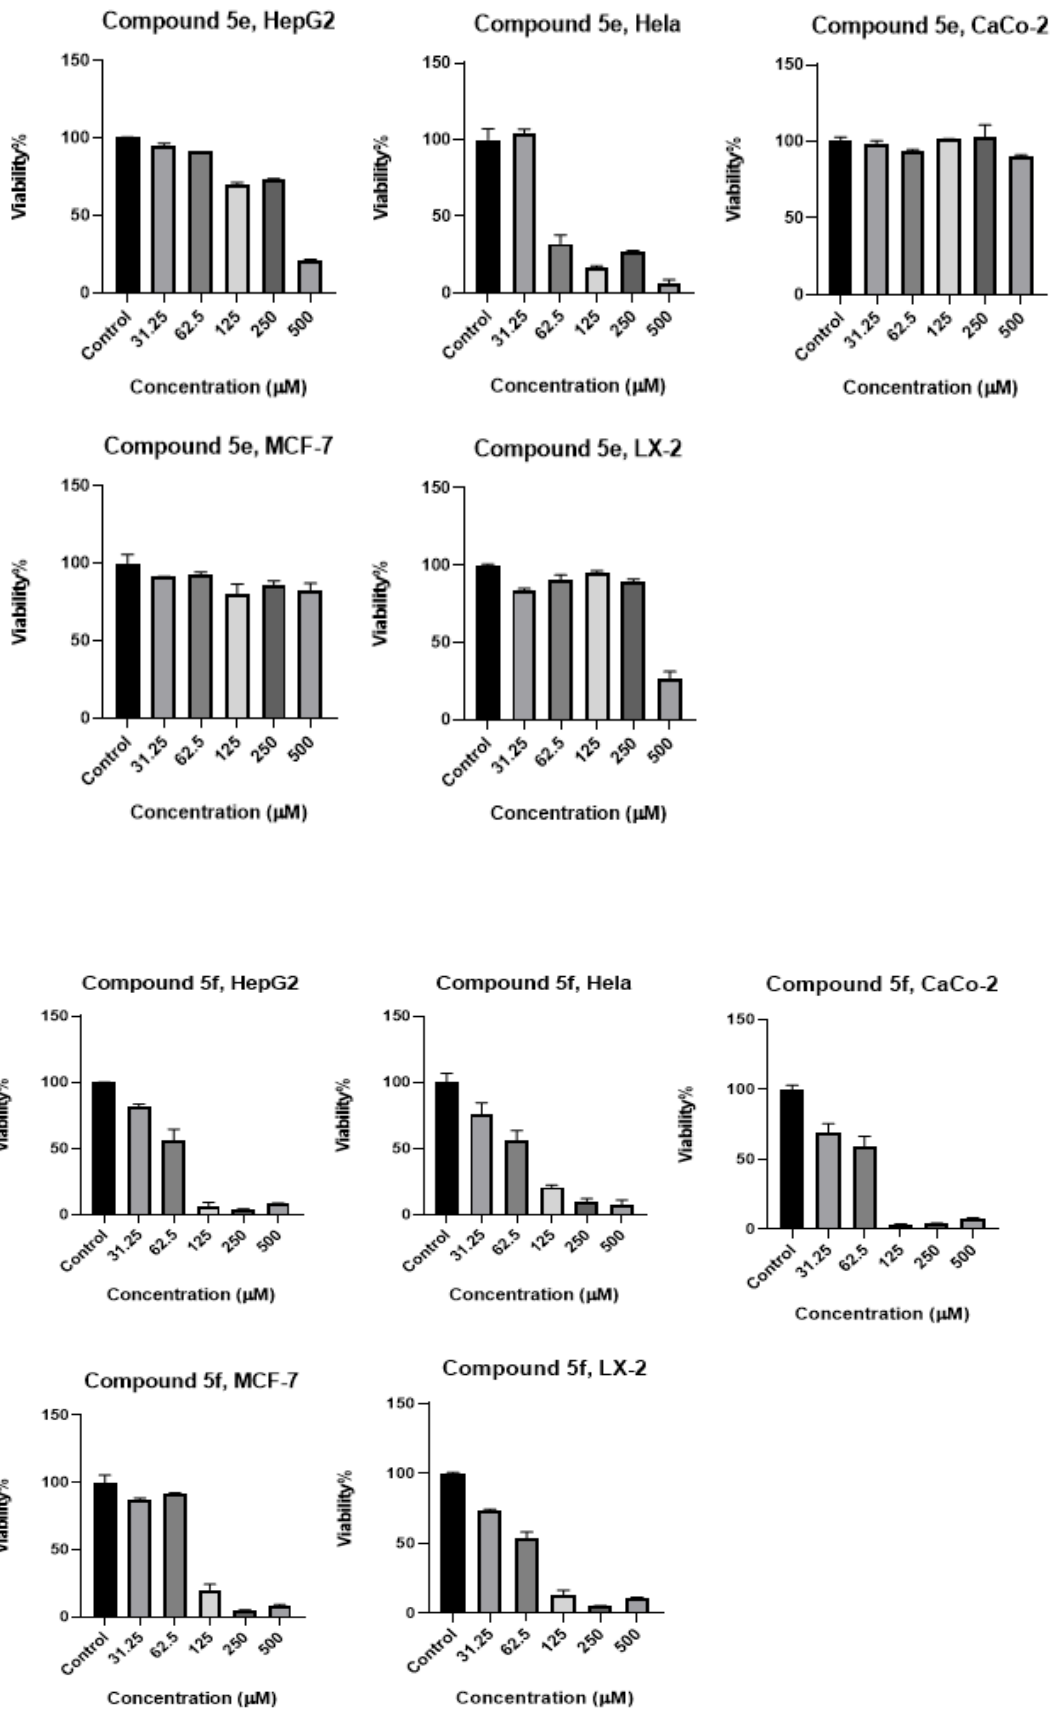 Compound 5e, HepG2
150
100
50
0
Viability%
Control
31.25
62.5
125
250
500
Concentration (µM)
Compound 5e, Hela
150
100
50
0
Viability%
Control
31.25
62.5
125
250
500
Concentration (µM)
Compound 5e, CaCo-2
150
100
50
0
Viability%
Control
31.25
62.5
125
250
500
Concentration (µM)
Compound 5e, MCF-7
150
100
50
0
Viability%
Control
31.25
62.5
125
250
500
Concentration (µM)
Compound 5e, LX-2
150
100
50
0
Viability%
Control
31.25
62.5
125
250
500
Concentration (µM)
Compound 5f, HepG2
150
100
50
0
Viability%
Control
31.25
62.5
125
250
500
Concentration (µM)
Compound 5f, Hela
150
100
50
0
Viability%
Control
31.25
62.5
125
250
500
Concentration (µM)
Compound 5f, CaCo-2
150
100
50
0
Viability%
Control
31.25
62.5
125
250
500
Concentration (µM)
Compound 5f, MCF-7
150
100
50
0
Viability%
Control
31.25
62.5
125
250
500
Concentration (µM)
Compound 5f, LX-2
150
100
50
0
Viability%
Control
31.25
62.5
125
250
500
Concentration (µM)